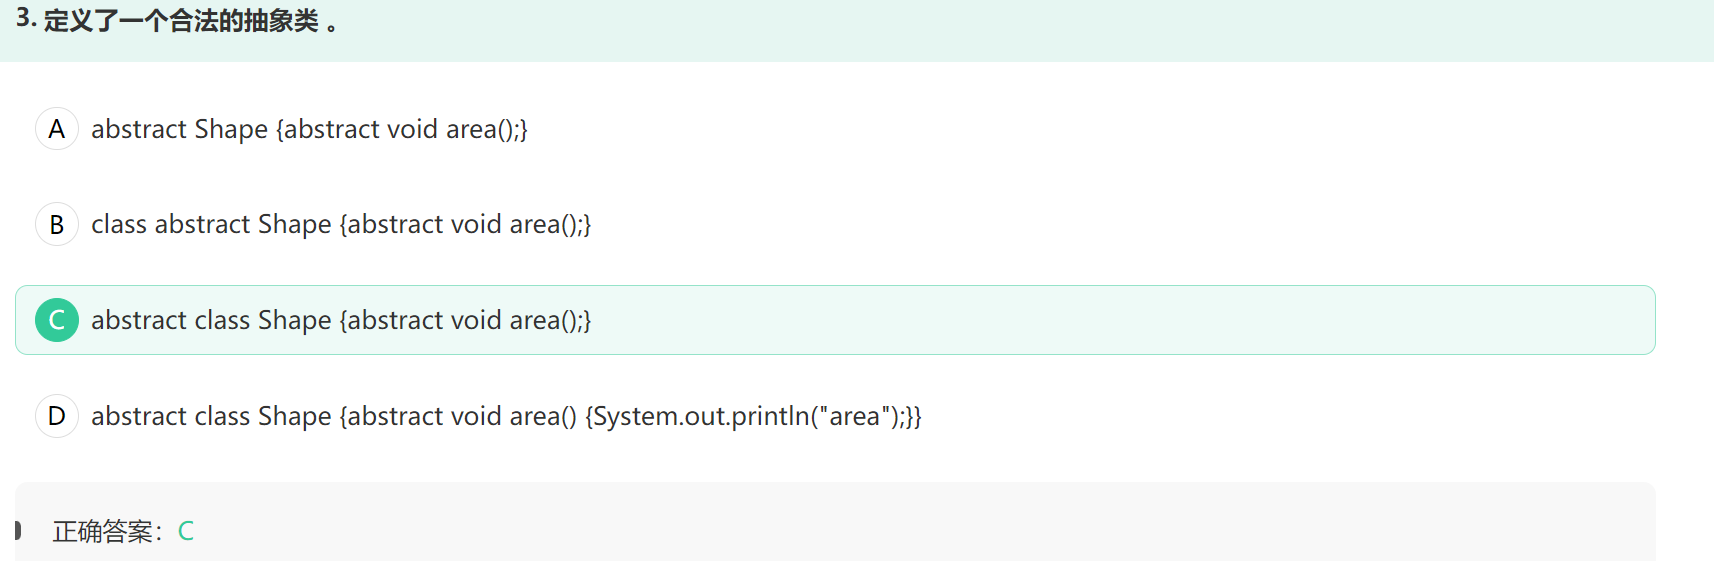 3. 定义了一个合法的抽象类 。
A abstract Shape {abstract void area();}
B class abstract Shape {abstract void area();}
C abstract class Shape {abstract void area();}
D abstract class Shape {abstract void area() {System.out.println("area");}}
正确答案：C